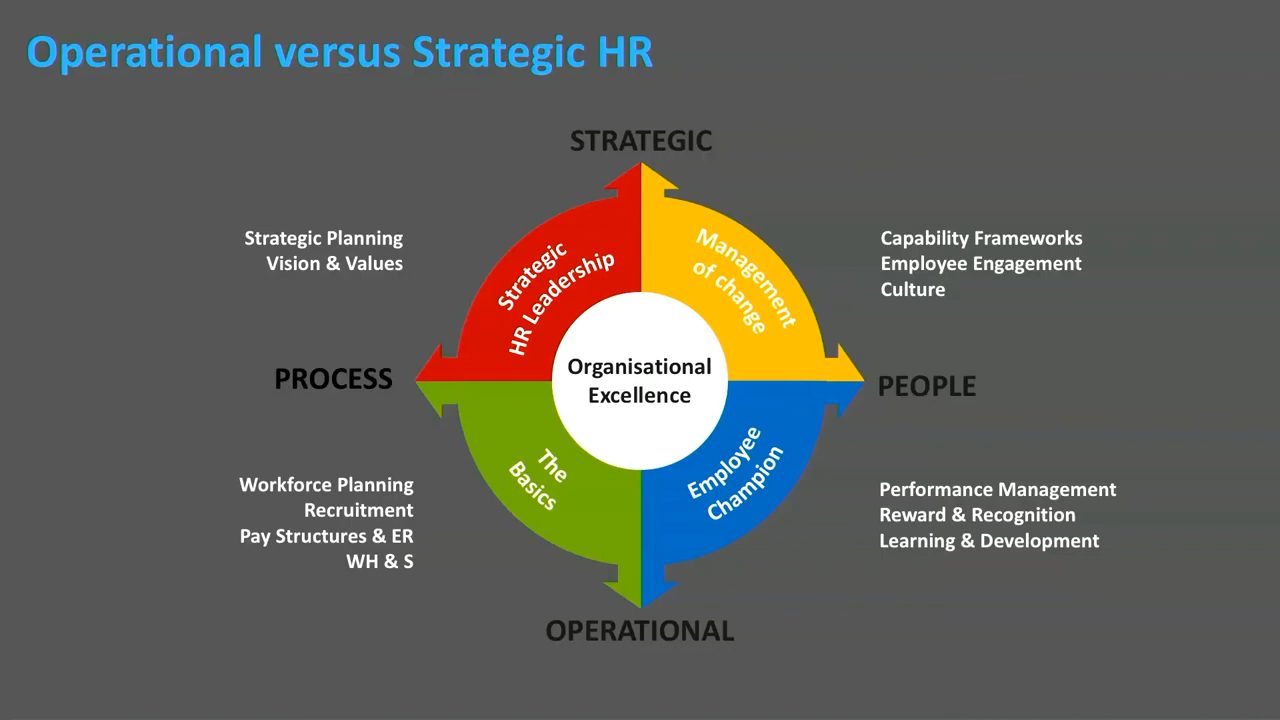 Operational versus Strategic HR
STRATEGIC
Strategic Planning
Vision & Values
Strategic
HR Leadership
Management
of change
Capability Frameworks
Employee Engagement
Culture
PROCESS
Organisational
Excellence
PEOPLE
Workforce Planning
Recruitment
Pay Structures & ER
WH & S
The
Basics
Employee
Champion
Performance Management
Reward & Recognition
Learning & Development
OPERATIONAL